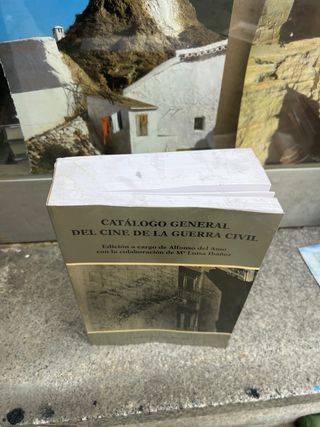 CATÁLOGO GENERAL
DEL CINE DE LA GUERRA CIVIL
Edición a cargo de Alfonso del Amo
con la colaboración de Mª Luisa Ibáñez